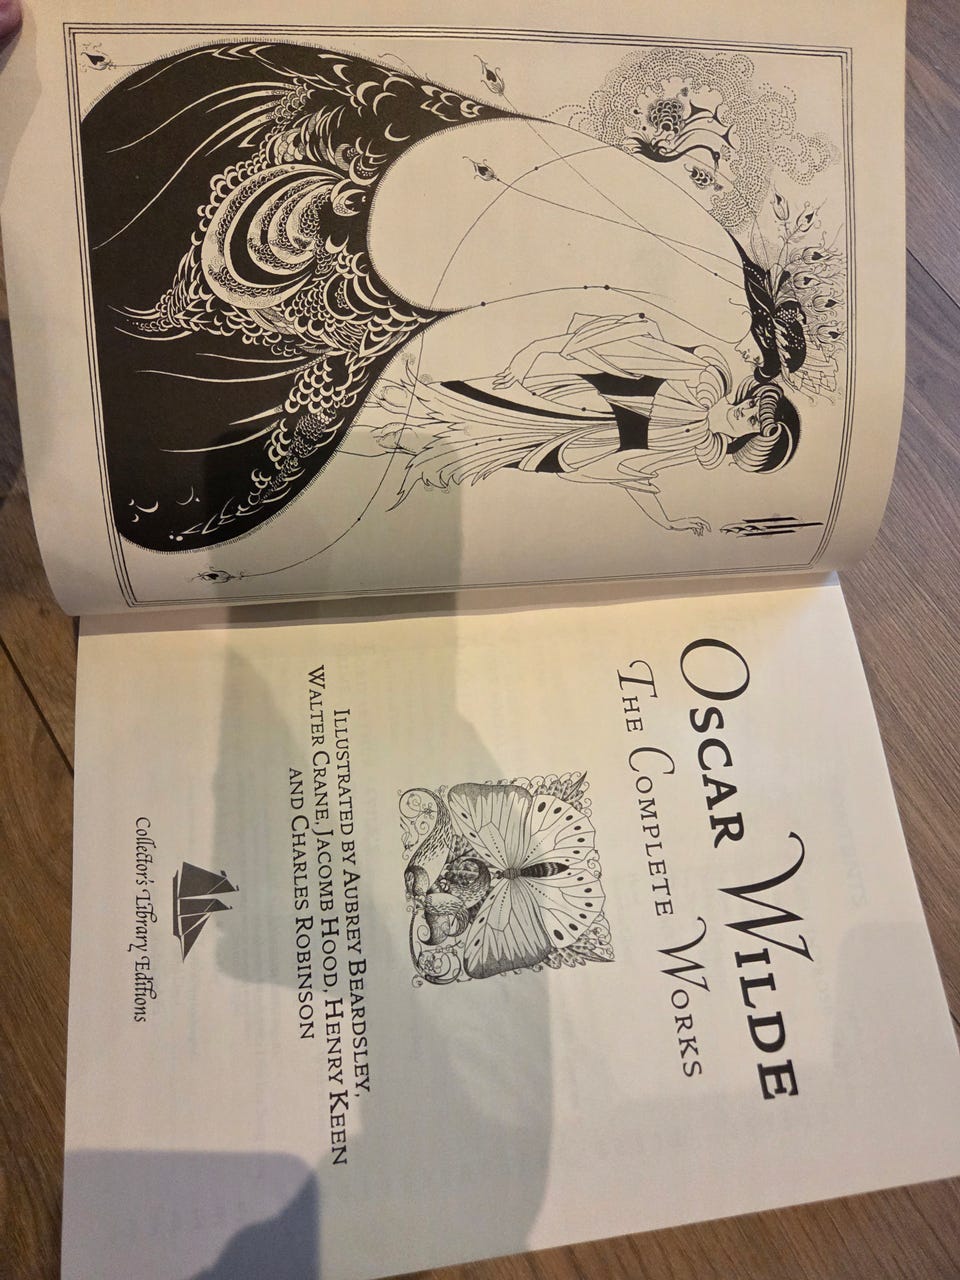 OSCAR WILDE
THE COMPLETE WORKS
ILLUSTRATED BY AUBREY BEARDSLEY,
WALTER CRANE, JACOMB HOOD, HENRY KEEN
AND CHARLES ROBINSON
Collector's Library Editions